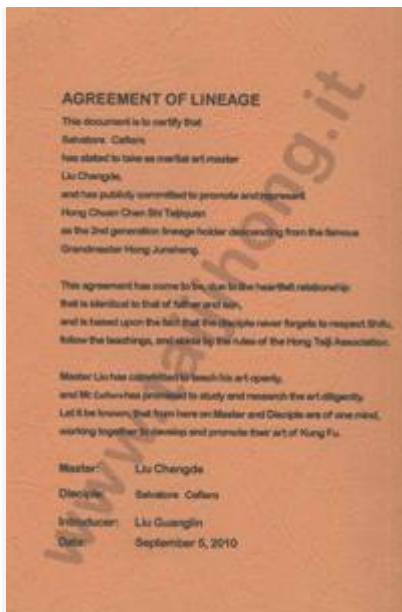 AGREEMENT OF LINEAGE
This document is to certify that
Salvatore Cafiero
has stated to take as martial art master
Liu Chengde,
and has publicly committed to promote and represent
Hong Chuan Chen Shi Taijiquan
as the 2nd generation lineage holder descending from the famous
Grandmaster Hong Junsheng.
This agreement has come to be, due to the heartfelt relationship
that is identical to that of father and son,
and is based upon the fact that the disciple never forgets to respect Shifu,
follow the teachings, and abide by the rules of the Hong Taiji Association.
Master Liu has committed to teach his art openly,
and Mr. Cafiero has promised to study and research the art diligently.
Let it be known, that from here on Master and Disciple are of one mind,
working together to develop and promote their art of Kung Fu.
Master: Liu Chengde
Disciple: Salvatore Cafiero
Introducer: Liu Guanglin
Date: September 5, 2010